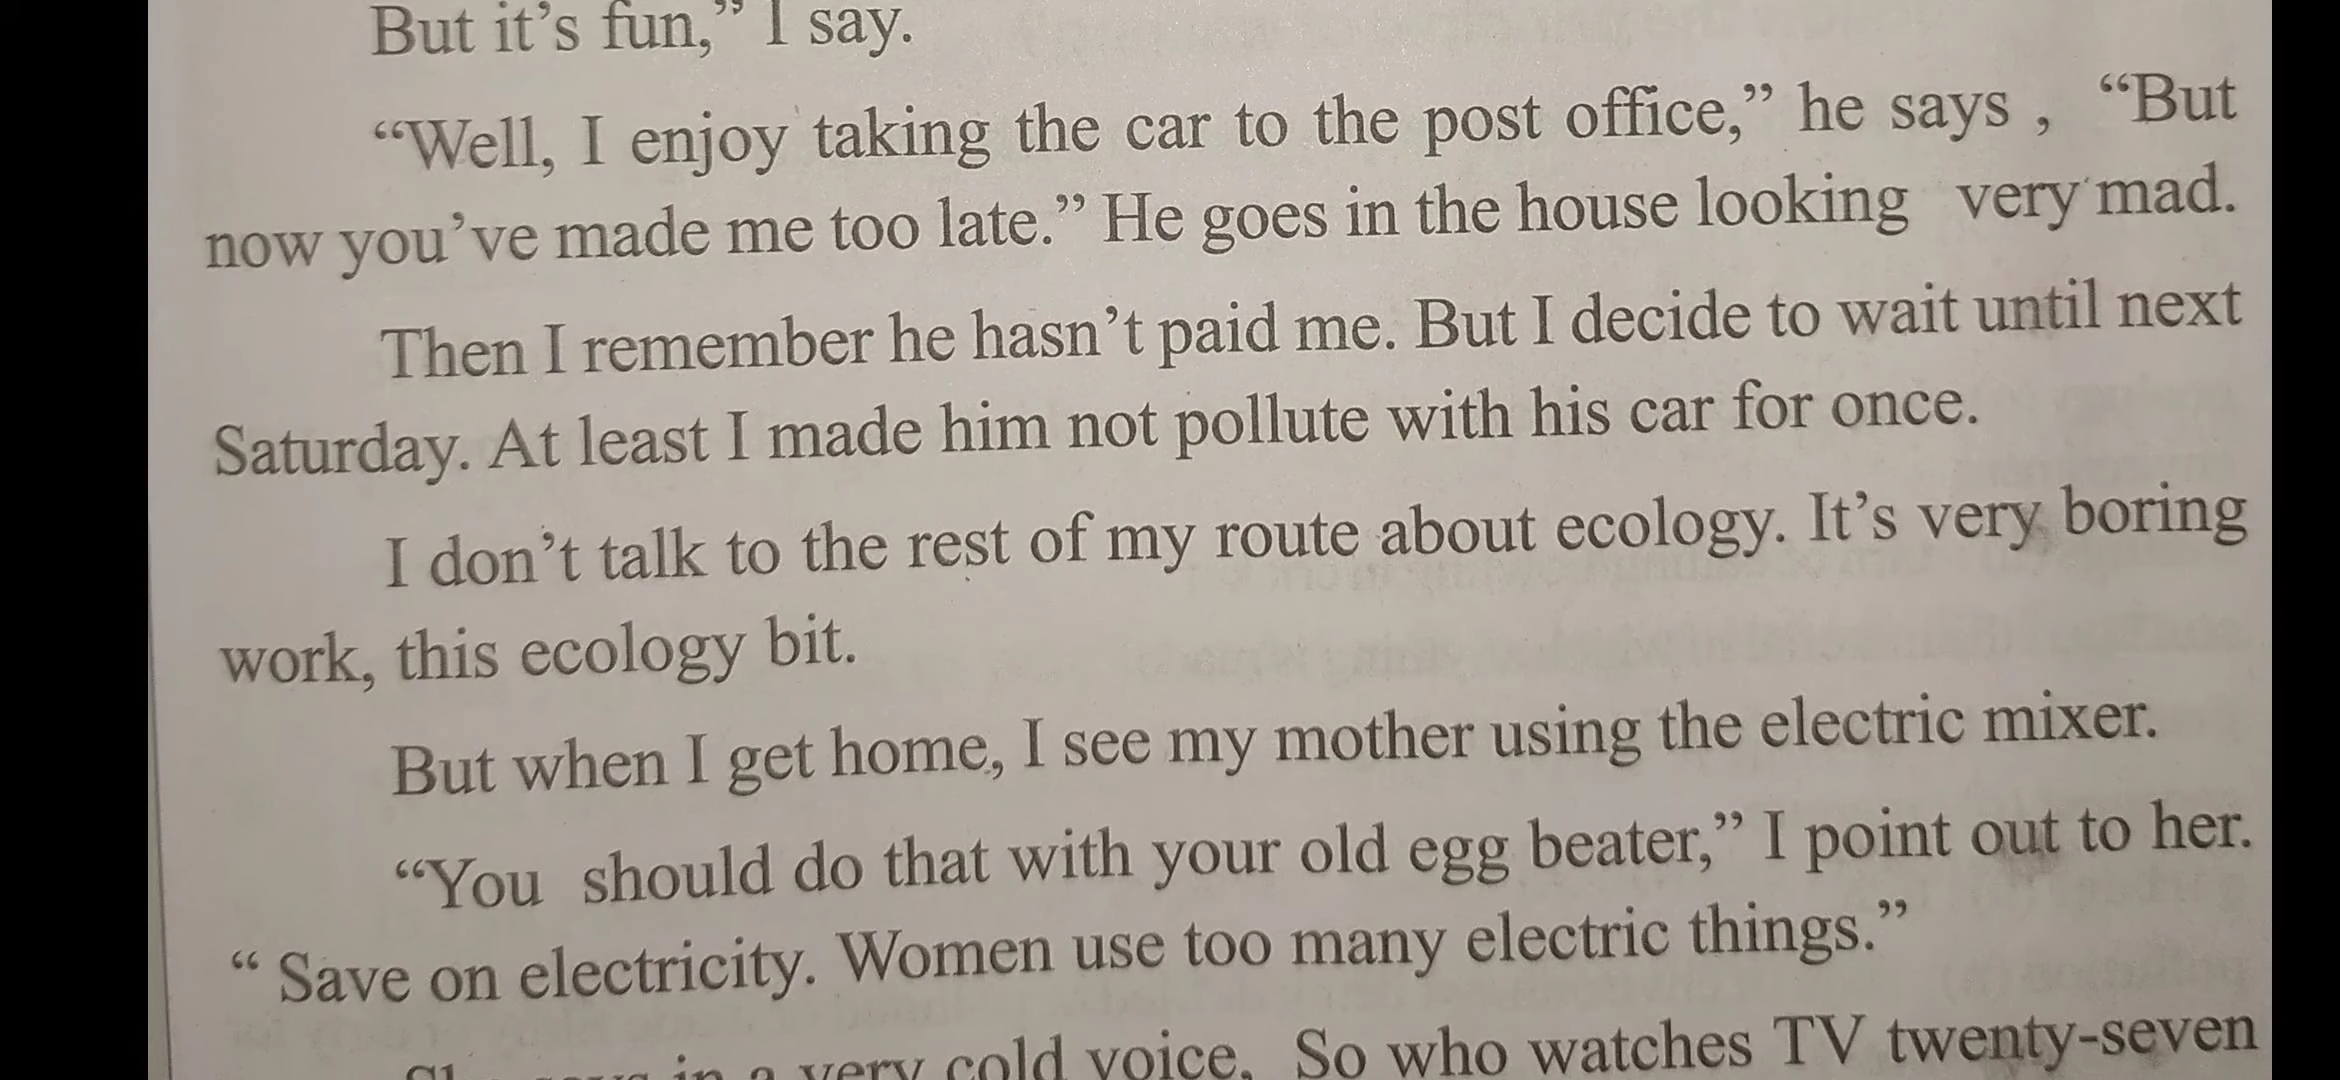 But it's fun,” I say.
“Well, I enjoy taking the car to the post office,” he says , “But
now you’ve made me too late.” He goes in the house looking very mad.
Then I remember he hasn’t paid me. But I decide to wait until next
Saturday. At least I made him not pollute with his car for once.
I don’t talk to the rest of my route about ecology. It’s very boring
work, this ecology bit.
But when I get home, I see my mother using the electric mixer.
“You should do that with your old egg beater,” I point out to her.
“ Save on electricity. Women use too many electric things.”
in a very cold voice, So who watches TV twenty-seven